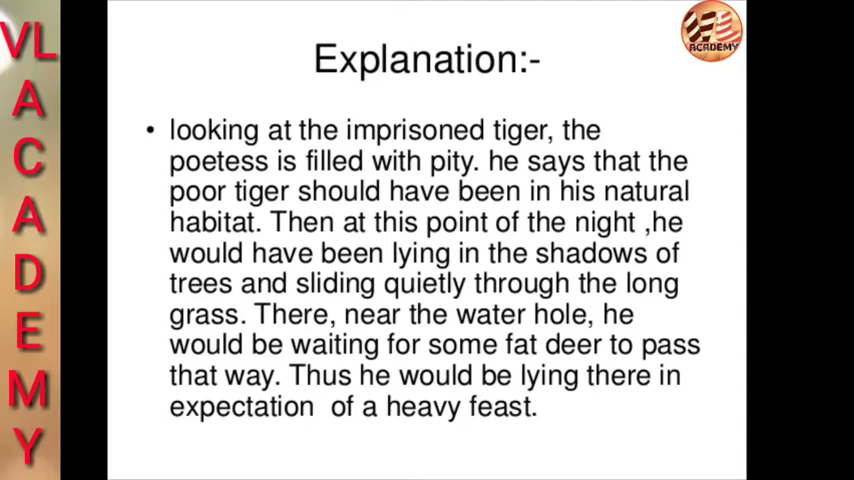 VL
A
C
A
D
E
M
Y
ACADEMY
Explanation:-
• looking at the imprisoned tiger, the
poetess is filled with pity. he says that the
poor tiger should have been in his natural
habitat. Then at this point of the night ,he
would have been lying in the shadows of
trees and sliding quietly through the long
grass. There, near the water hole, he
would be waiting for some fat deer to pass
that way. Thus he would be lying there in
expectation  of a heavy feast.